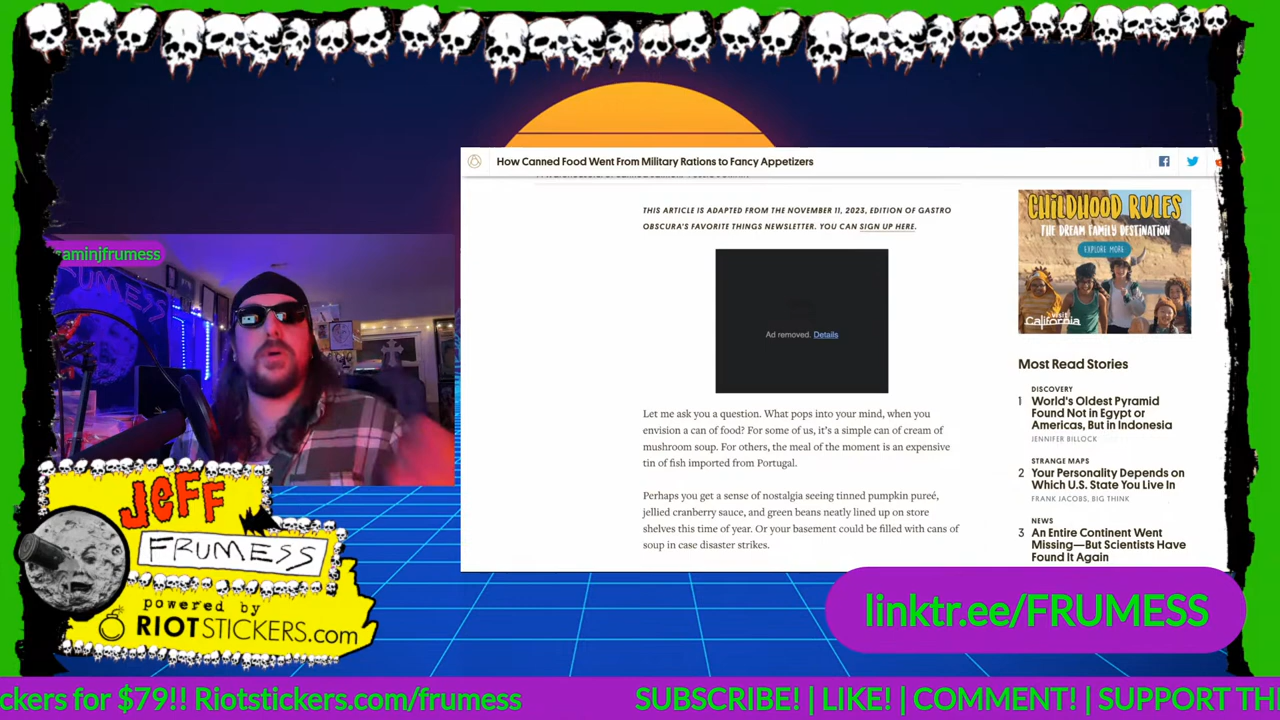 How Canned Food Went From Military Rations to Fancy Appetizers
THIS ARTICLE IS ADAPTED FROM THE NOVEMBER 11, 2023, EDITION OF GASTRO
OBSCURA'S FAVORITE THINGS NEWSLETTER. YOU CAN SIGN UP HERE.
Ad removed. Details
Let me ask you a question. What pops into your mind, when you
envision a can of food? For some of us, it's a simple can of cream of
mushroom soup. For others, the meal of the moment is an expensive
tin of fish imported from Portugal.
Perhaps you get a sense of nostalgia seeing tinned pumpkin pureé,
jellied cranberry sauce, and green beans neatly lined up on store
shelves this time of year. Or your basement could be filled with cans of
soup in case disaster strikes.
CHILDHOOD RULES
THE DREAM FAMILY DESTINATION
EXPLORE MORE
visit
California
Most Read Stories
DISCOVERY
1 World's Oldest Pyramid
Found Not in Egypt or
Americas, But in Indonesia
JENNIFER BILLOCK
STRANGE MAPS
2 Your Personality Depends on
Which U.S. State You Live in
FRANK JACOBS, BIG THINK
NEWS
3 An Entire Continent Went
Missing—But Scientists Have
Found It Again
saminjfrumess
FRUMESS
JEFF
FRUMESS
powered by
RIOTSTICKERS.com
linktr.ee/FRUMESS
ckers for $79!! Riotstickers.com/frumess SUBSCRIBE! | LIKE! | COMMENT! | SUPPORT TH